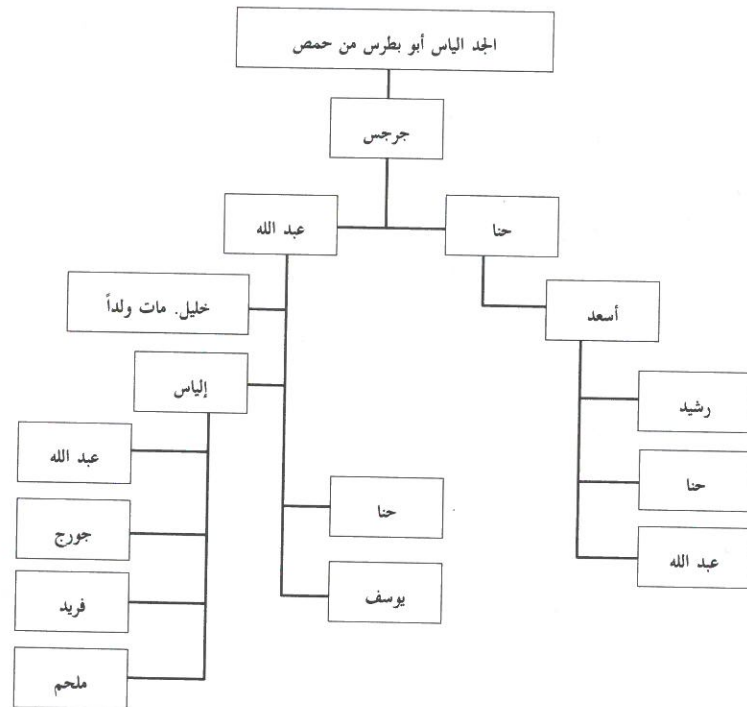 الجد الياس أبو بطرس من حمص
جرجس
حنا
عبد الله
أسعد
خليل. مات ولداً
إلياس
رشيد
حنا
عبد الله
حنا
يوسف
عبد الله
جورج
فريد
ملحم